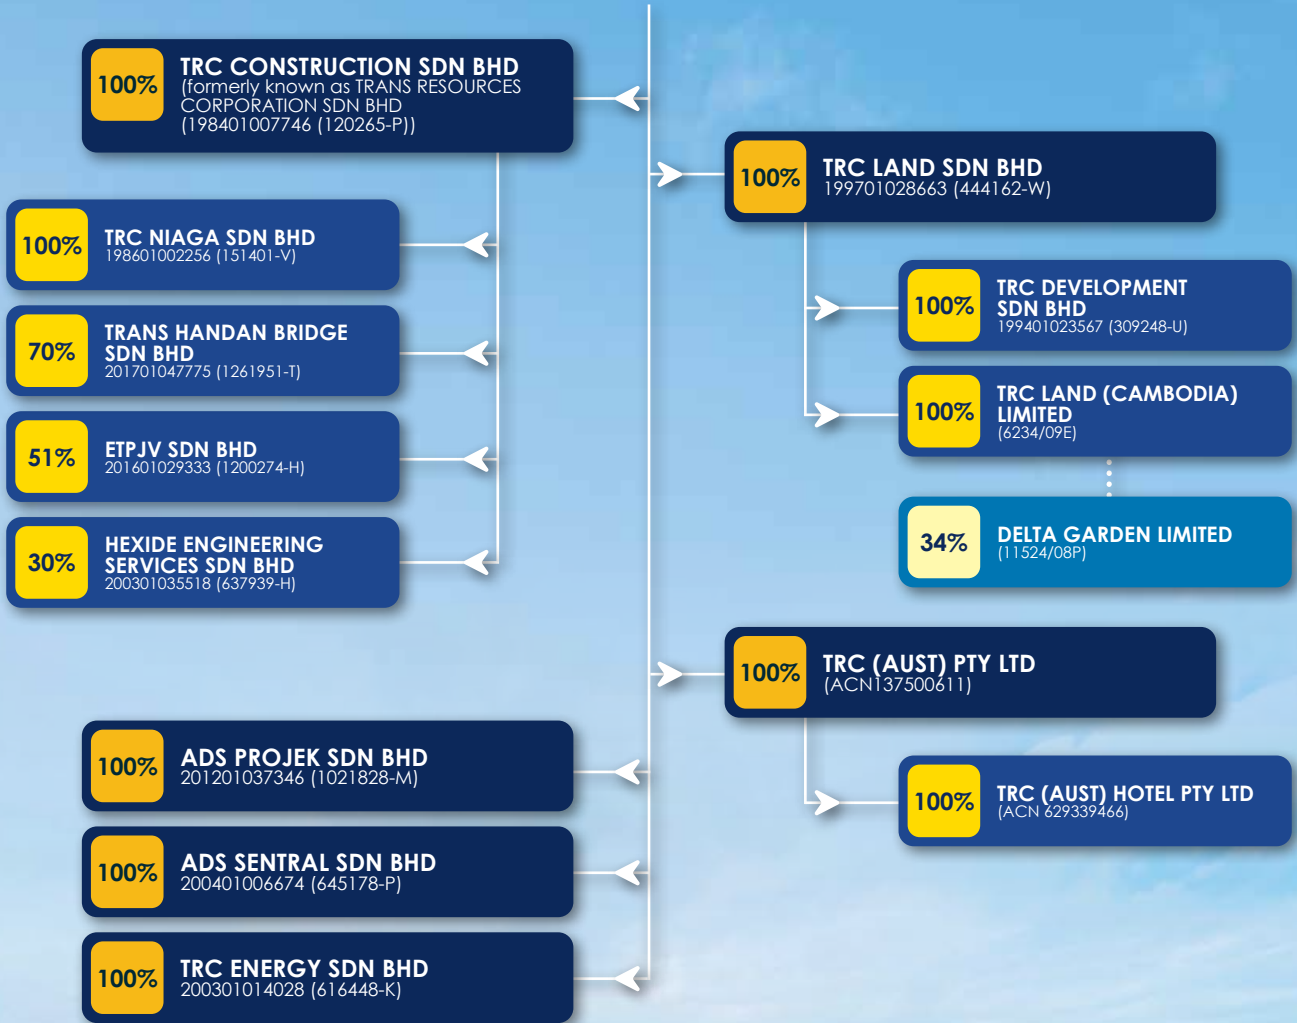 100%
TRC CONSTRUCTION SDN BHD
(formerly known as TRANS RESOURCES
CORPORATION SDN BHD
(198401007746 (120265-P))
100%
TRC NIAGA SDN BHD
198601002256 (151401-V)
70%
TRANS HANDAN BRIDGE
SDN BHD
201701047775 (1261951-T)
51%
ETPJV SDN BHD
201601029333 (1200274-H)
30%
HEXIDE ENGINEERING
SERVICES SDN BHD
200301035518 (637939-H)
100%
TRC LAND SDN BHD
199701028663 (444162-W)
100%
TRC DEVELOPMENT
SDN BHD
199401023567 (309248-U)
100%
TRC LAND (CAMBODIA)
LIMITED
(6234/09E)
34%
DELTA GARDEN LIMITED
(11524/08P)
100%
TRC (AUST) PTY LTD
(ACN137500611)
100%
TRC (AUST) HOTEL PTY LTD
(ACN 629339466)
100%
ADS PROJEK SDN BHD
201201037346 (1021828-M)
100%
ADS SENTRAL SDN BHD
200401006674 (645178-P)
100%
TRC ENERGY SDN BHD
200301014028 (616448-K)